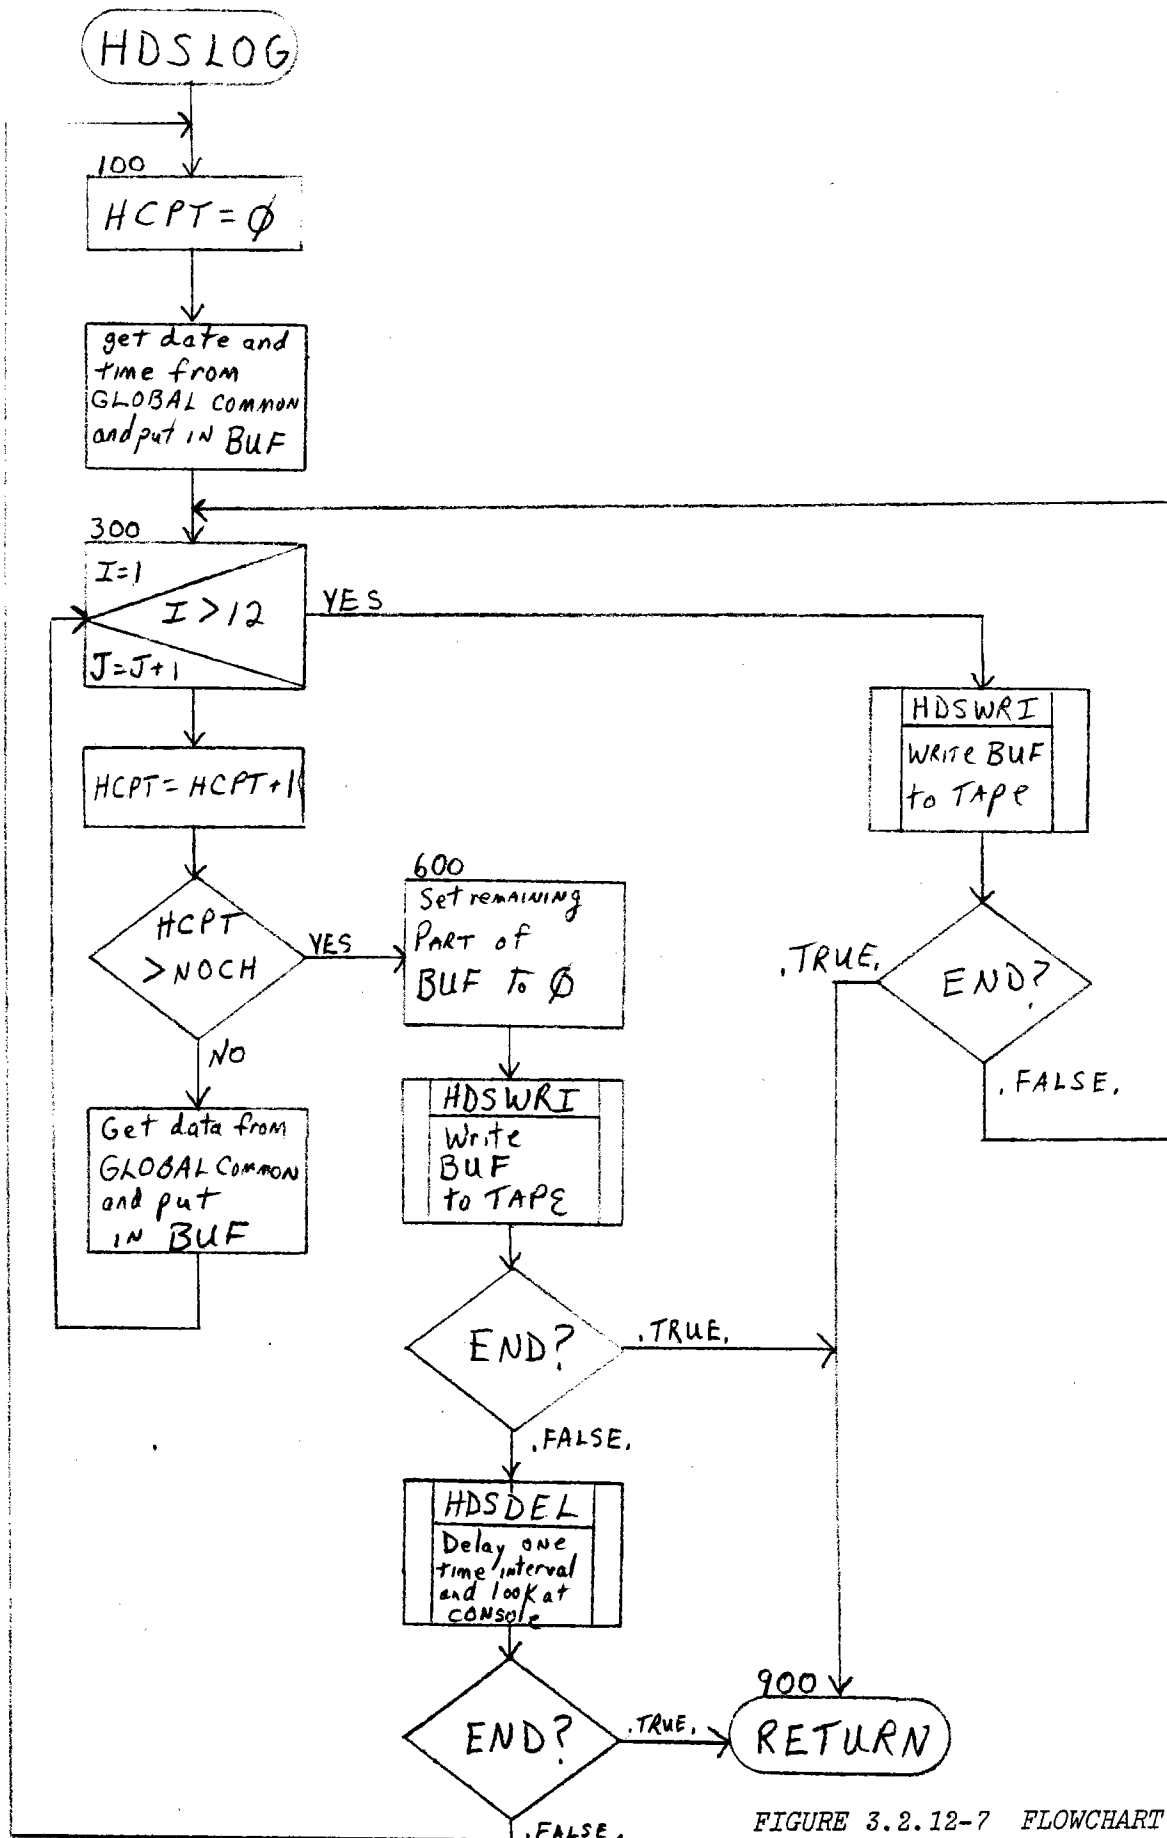 HDSLOG
100
HCPT = Ø
get date and
time from
GLOBAL COMMON
and put IN BUF
300
I=1
I > 12
J=J+1
YES
HDSWRI
WRITE BUF
to TAPE
HCPT = HCPT+1
HCPT
> NOCH
YES
NO
600
Set remaining
PART of
BUF To Ø
.TRUE.
END?
.FALSE.
Get data from
GLOBAL COMMON
and put
IN BUF
HDSWRI
Write
BUF
to TAPE
END?
.TRUE.
.FALSE.
HDSDEL
Delay ONE
time interval
and look at
CONSOLE
END?
.TRUE.
900
RETURN
.FALSE.
FIGURE 3.2.12-7 FLOWCHART